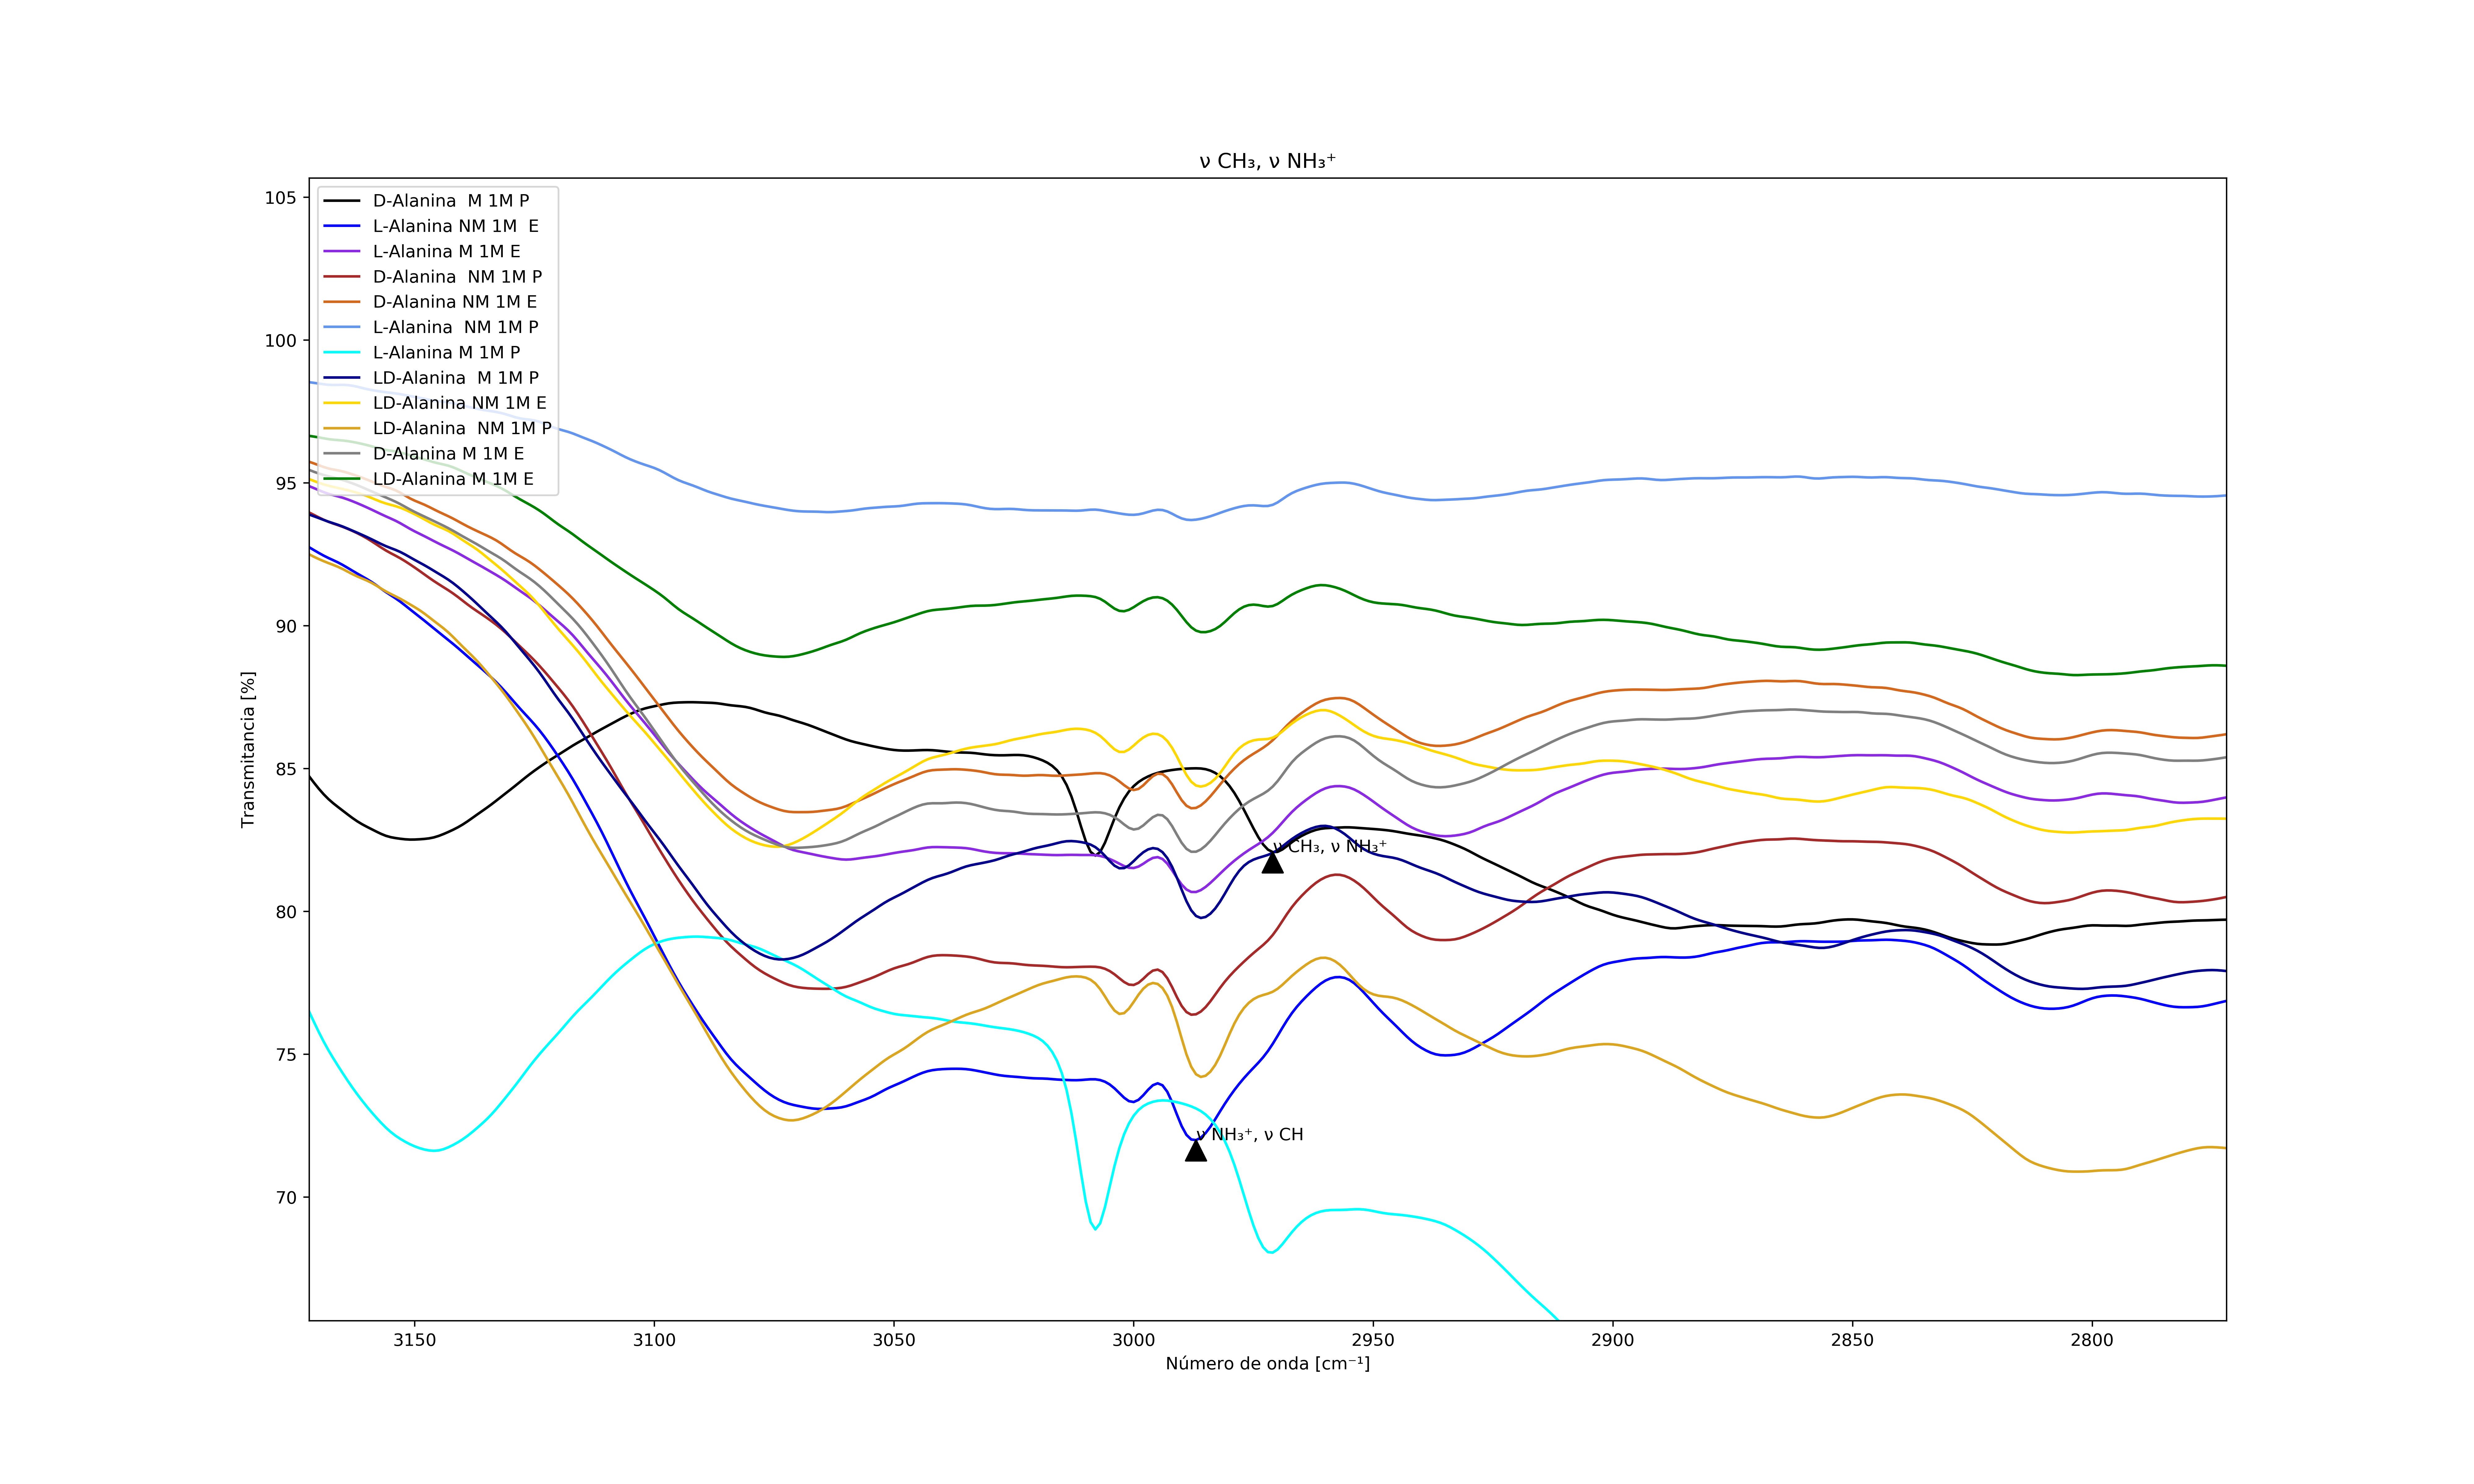 ν CH₃, ν NH₃⁺
D-Alanina  M 1M P
L-Alanina NM 1M  E
L-Alanina M 1M E
D-Alanina  NM 1M P
D-Alanina NM 1M E
L-Alanina  NM 1M P
L-Alanina M 1M P
LD-Alanina  M 1M P
LD-Alanina NM 1M E
LD-Alanina  NM 1M P
D-Alanina M 1M E
LD-Alanina M 1M E
105
100
95
90
85
80
75
70
Transmitancia [%]
ν CH₃, ν NH₃⁺
ν NH₃⁺, ν CH
3150 3100 3050 3000 2950 2900 2850 2800
Número de onda [cm⁻¹]